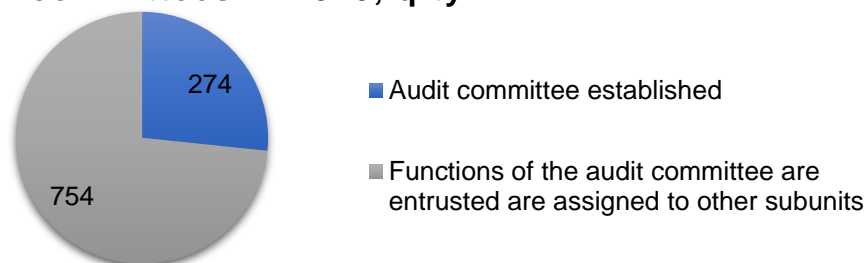 274
Audit committee established
Functions of the audit committee are
entrusted are assigned to other subunits
754